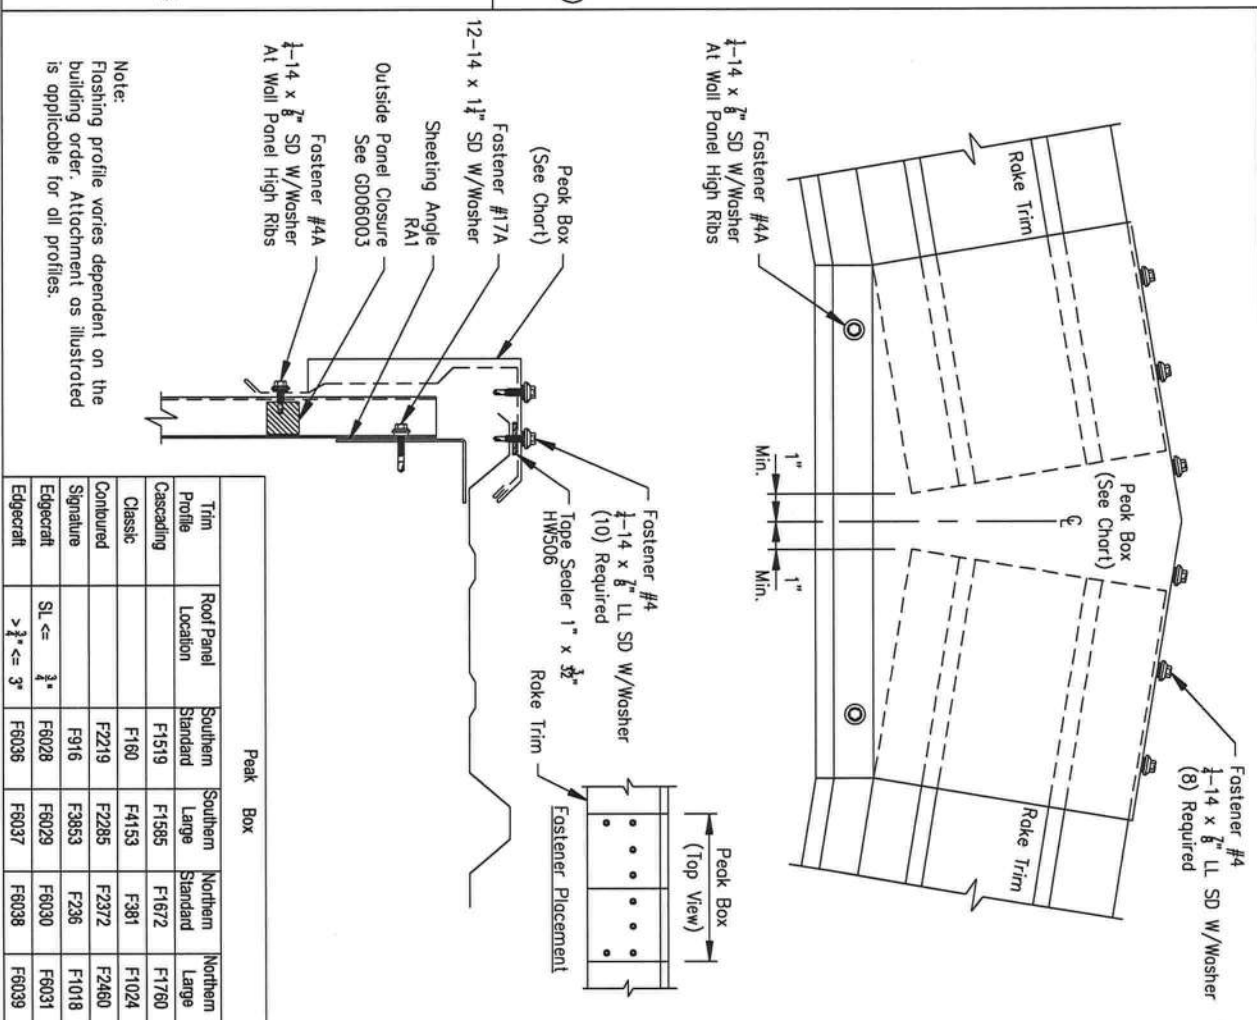 Fastener #4
¼-14 x ⅞" LL SD W/Washer
(8) Required
Rake Trim
Rake Trim
Peak Box
(See Chart)
℄
1"
Min.
1"
Min.
Fastener #4A
¼-14 x ⅞" SD W/Washer
At Wall Panel High Ribs
Peak Box
(Top View)
Rake Trim
Fastener Placement
Fastener #4
¼-14 x ⅞" LL SD W/Washer
(10) Required
Tape Sealer 1" x 3/32"
HW506
Peak Box
(See Chart)
Fastener #17A
12-14 x 1¼" SD W/Washer
Sheeting Angle
RA1
Outside Panel Closure
See GD06003
Fastener #4A
¼-14 x ⅞" SD W/Washer
At Wall Panel High Ribs
Note:
Flashing profile varies dependent on the
building order. Attachment as illustrated
is applicable for all profiles.
Peak Box
Trim Profile Roof Panel Location Southern Standard Southern Large Northern Standard Northern Large
Cascading F1519 F1585 F1672 F1760
Classic F160 F4153 F381 F1024
Contoured F2219 F2285 F2372 F2460
Signature F916 F3853 F236 F1018
Edgecraft SL <= ¾" F6028 F6029 F6030 F6031
Edgecraft >¾" <= 3" F6036 F6037 F6038 F6039